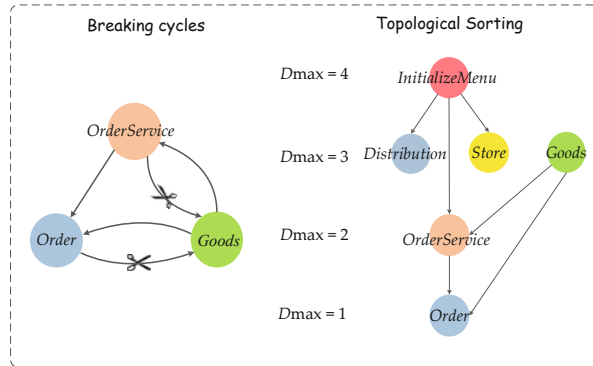 Breaking cycles
OrderService
Order
Goods
Topological Sorting
Dmax = 4
InitializeMenu
Dmax = 3
Distribution
Store
Goods
Dmax = 2
OrderService
Dmax = 1
Order